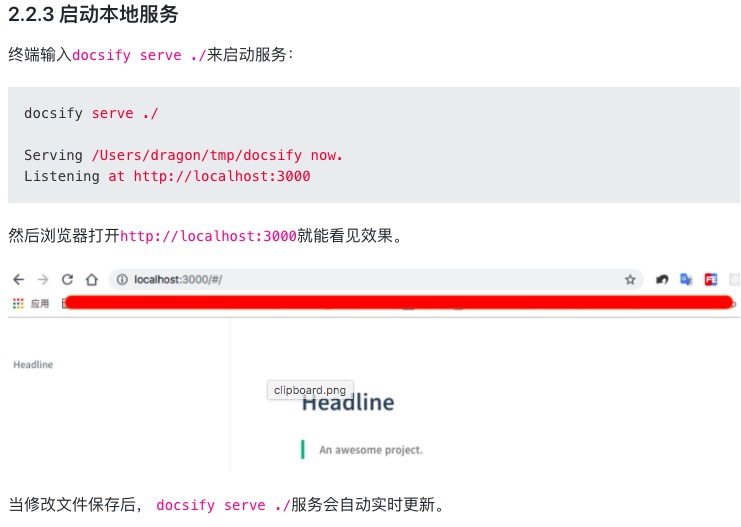 2.2.3 启动本地服务
终端输入docsify serve ./来启动服务：
docsify serve ./
Serving /Users/dragon/tmp/docsify now.
Listening at http://localhost:3000
然后浏览器打开http://localhost:3000就能看见效果。
localhost:3000/#/
应用
Headline
clipboard.png
Headline
An awesome project.
当修改文件保存后， docsify serve ./服务会自动实时更新。